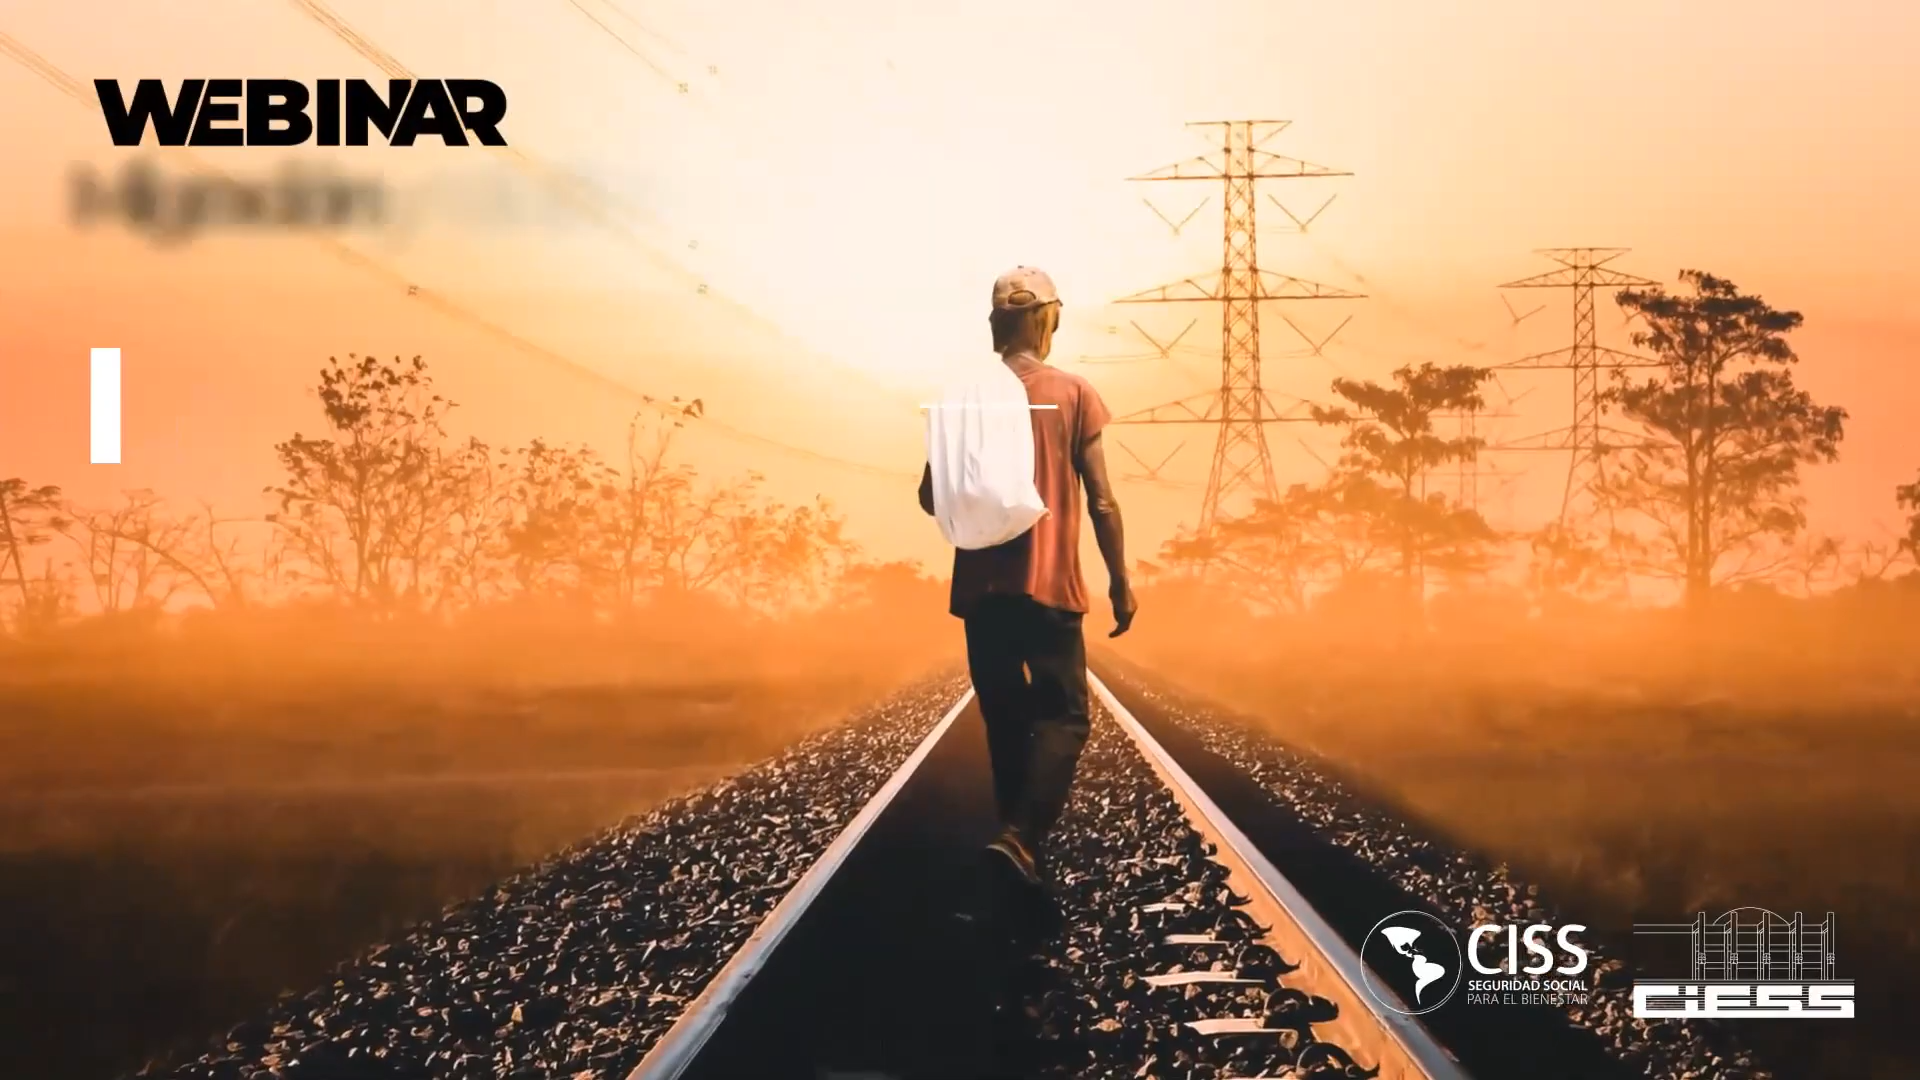 WEBINAR
CISS
SEGURIDAD SOCIAL
PARA EL BIENESTAR
CIESS